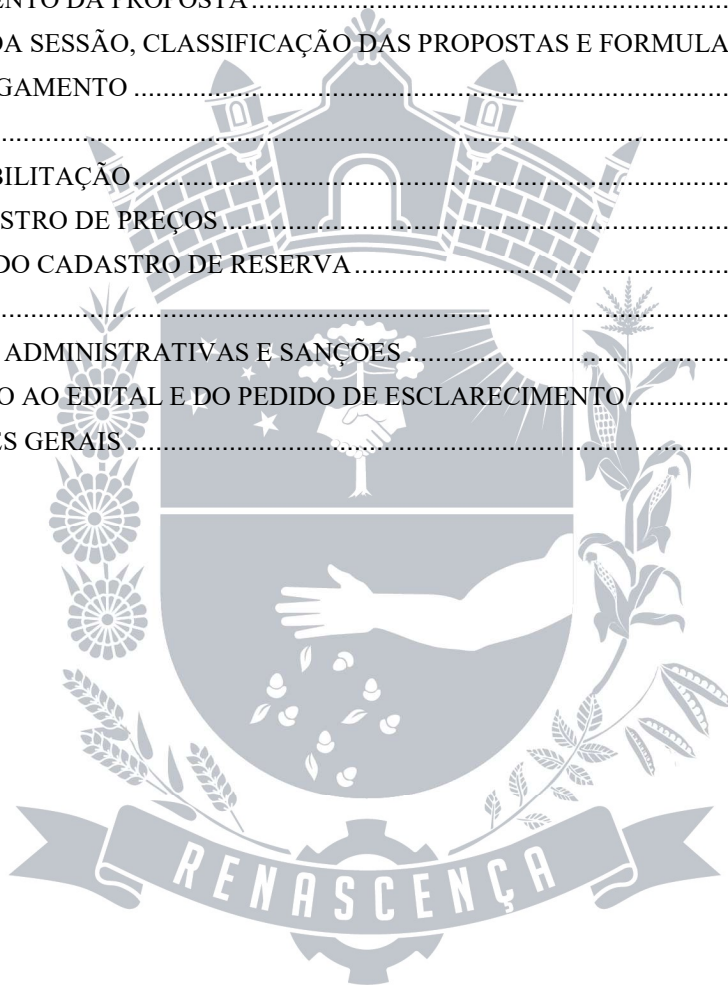 ENTO DA PROPOSTA
DA SESSÃO, CLASSIFICAÇÃO DAS PROPOSTAS E FORMULA
GAMENTO
BILITAÇÃO
STRO DE PREÇOS
DO CADASTRO DE RESERVA
ADMINISTRATIVAS E SANÇÕES
O AO EDITAL E DO PEDIDO DE ESCLARECIMENTO
ES GERAIS
RENASCENÇA